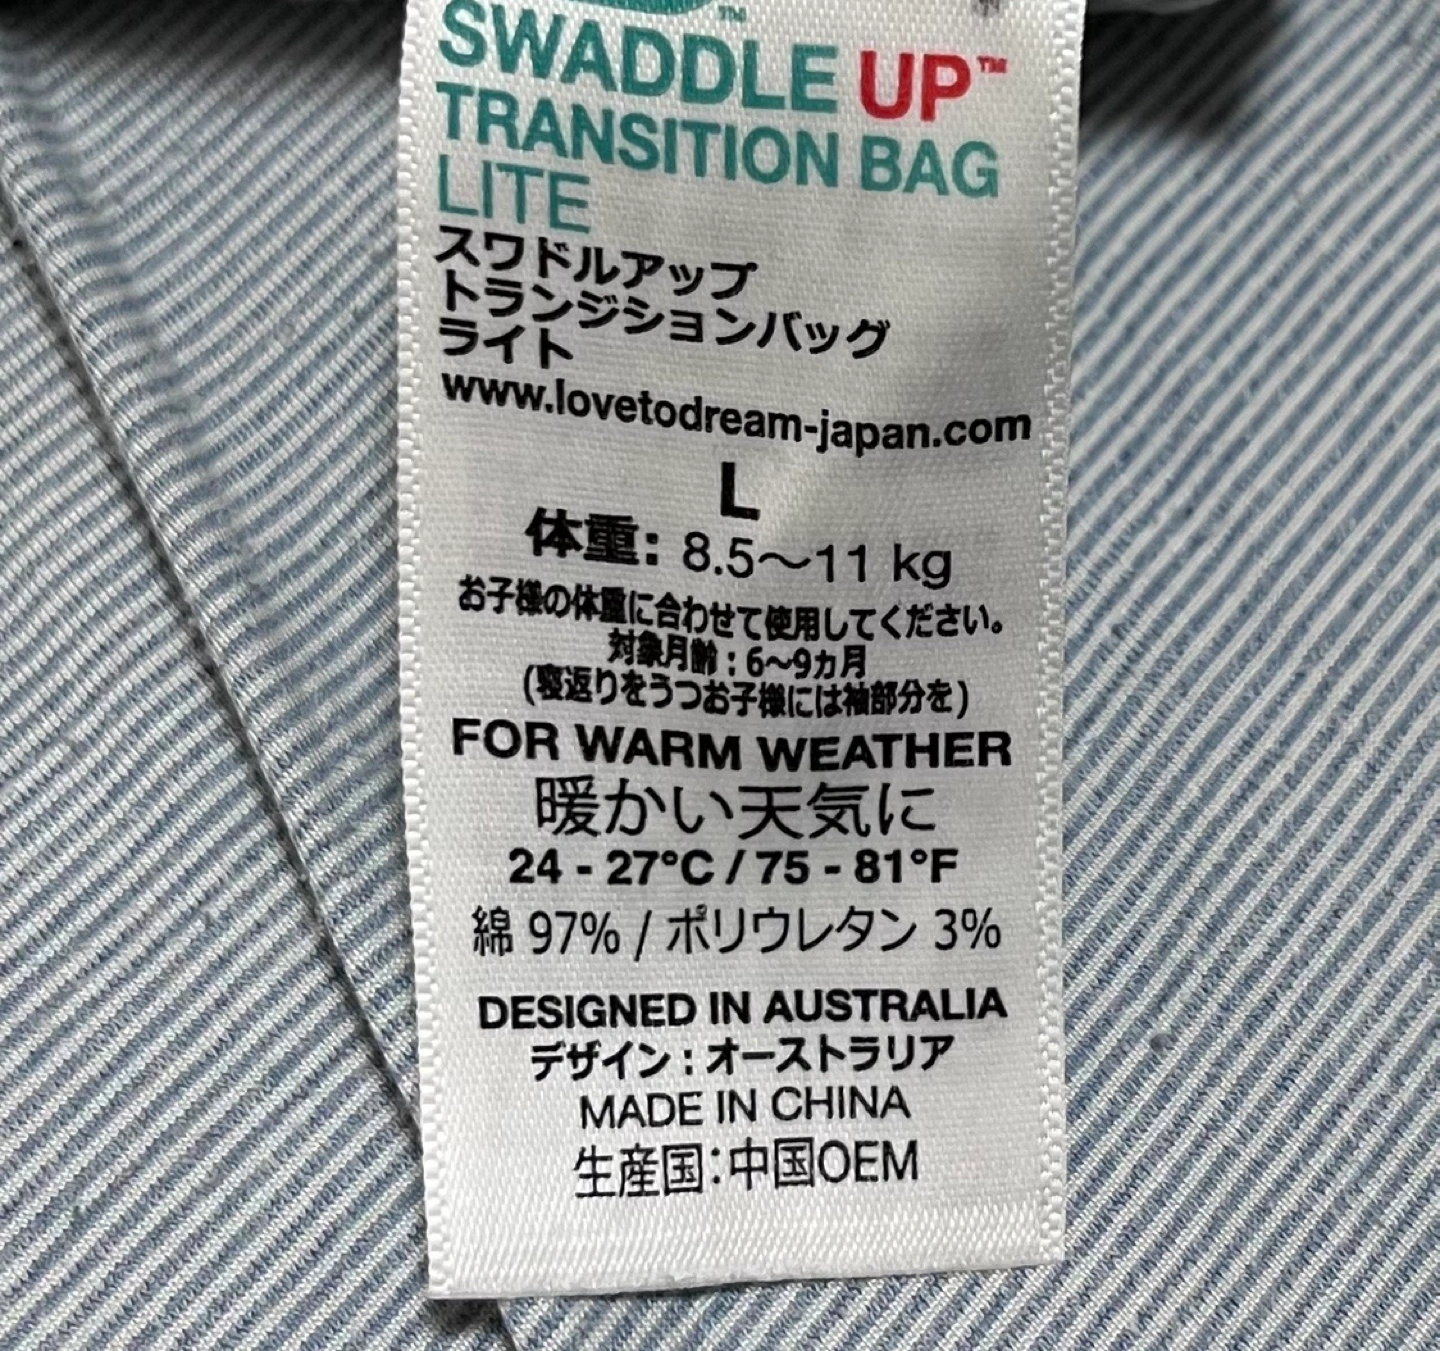 SWADDLE UP™
TRANSITION BAG
LITE
スワドルアップ
トランジションバッグ
ライト
www.lovetodream-japan.com
L
体重: 8.5〜11 kg
お子様の体重に合わせて使用してください。
対象月齢：6〜9カ月
(寝返りをうつお子様には袖部分を)
FOR WARM WEATHER
暖かい天気に
24 - 27°C / 75 - 81°F
綿 97% / ポリウレタン 3%
DESIGNED IN AUSTRALIA
デザイン：オーストラリア
MADE IN CHINA
生産国：中国OEM